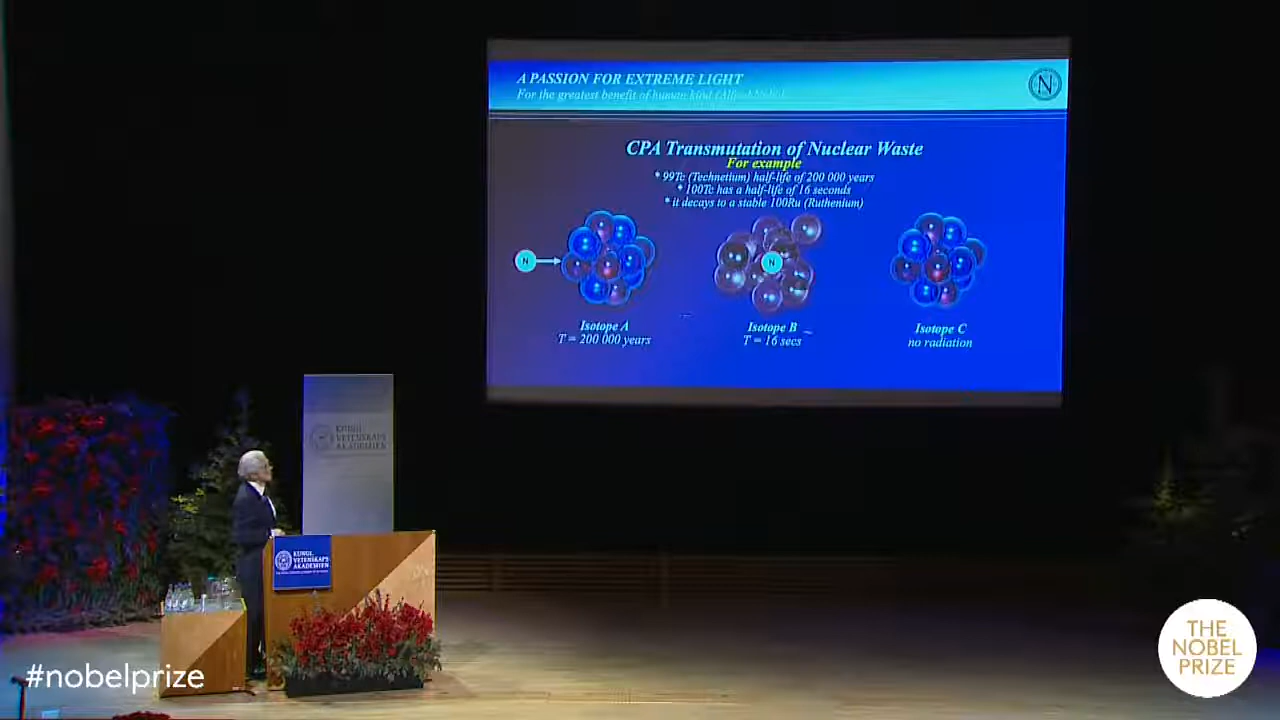 A PASSION FOR EXTREME LIGHT
For the greatest benefit of human kind (Alfred Nobel)
N
CPA Transmutation of Nuclear Waste
For example
* 99Tc (Technetium) half-life of 200 000 years
* 100Tc has a half-life of 16 seconds
* it decays to a stable 100Ru (Ruthenium)
N
N
Isotope A
T = 200 000 years
Isotope B
T = 16 secs
Isotope C
no radiation
KUNGL.
VETENSKAPS
AKADEMIEN
KUNGL.
VETENSKAPS
AKADEMIEN
#nobelprize
THE
NOBEL
PRIZE